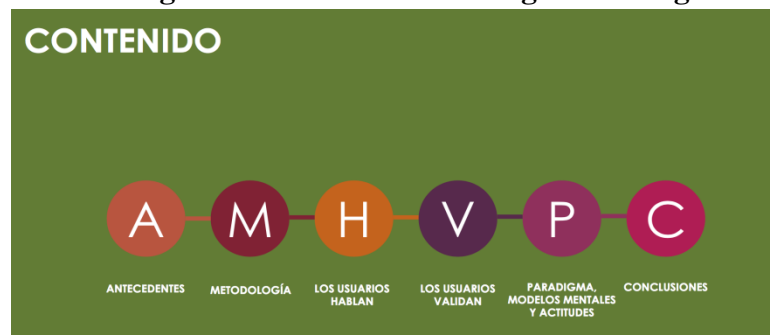 CONTENIDO
A M H V P C
ANTECEDENTES
METODOLOGÍA
LOS USUARIOS
HABLAN
LOS USUARIOS
VALIDAN
PARADIGMA,
MODELOS MENTALES
Y ACTITUDES
CONCLUSIONES